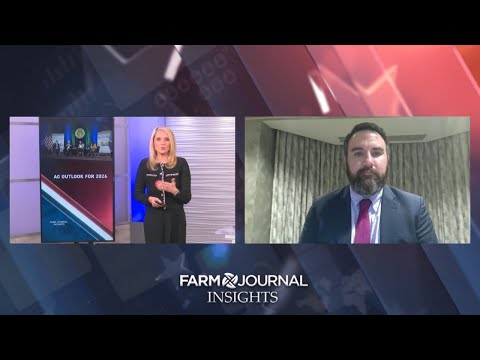 AG OUTLOOK FOR 2026
FARM JOURNAL
INSIGHTS